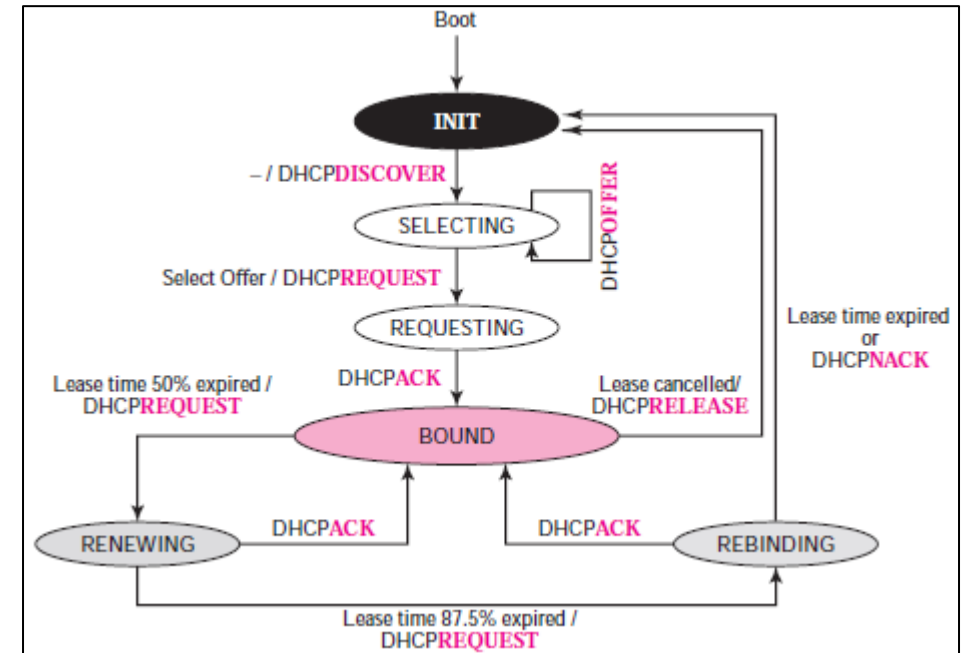 Boot
INIT
– / DHCPDISCOVER
SELECTING
DHCPOFFER
Select Offer / DHCPREQUEST
REQUESTING
Lease time expired
or
DHCPNACK
DHCPACK
Lease time 50% expired /
DHCPREQUEST
Lease cancelled/
DHCPRELEASE
BOUND
DHCPACK
DHCPACK
RENEWING
REBINDING
Lease time 87.5% expired /
DHCPREQUEST